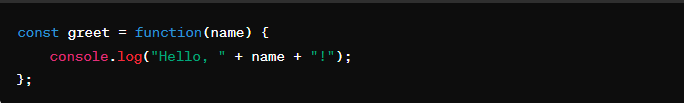 const greet = function(name) {
    console.log("Hello, " + name + "!");
};